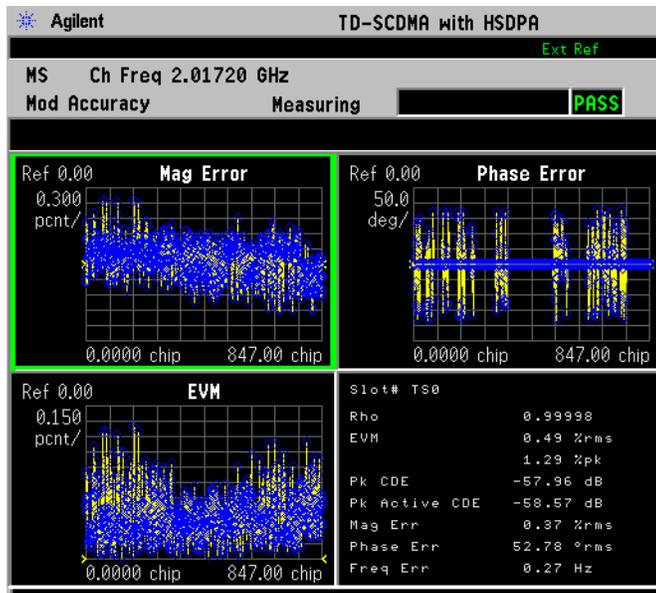 Agilent TD-SCDMA with HSDPA
Ext Ref
MS Ch Freq 2.01720 GHz
Mod Accuracy Measuring PASS
Ref 0.00 Mag Error
0.300
pcnt/
0.0000 chip 847.00 chip
Ref 0.00 Phase Error
50.0
deg/
0.0000 chip 847.00 chip
Ref 0.00 EVM
0.150
pcnt/
0.0000 chip 847.00 chip
Slot# TS0
Rho 0.99998
EVM 0.49 %rms
1.29 %pk
Pk CDE -57.96 dB
Pk Active CDE -58.57 dB
Mag Err 0.37 %rms
Phase Err 52.78 °rms
Freq Err 0.27 Hz